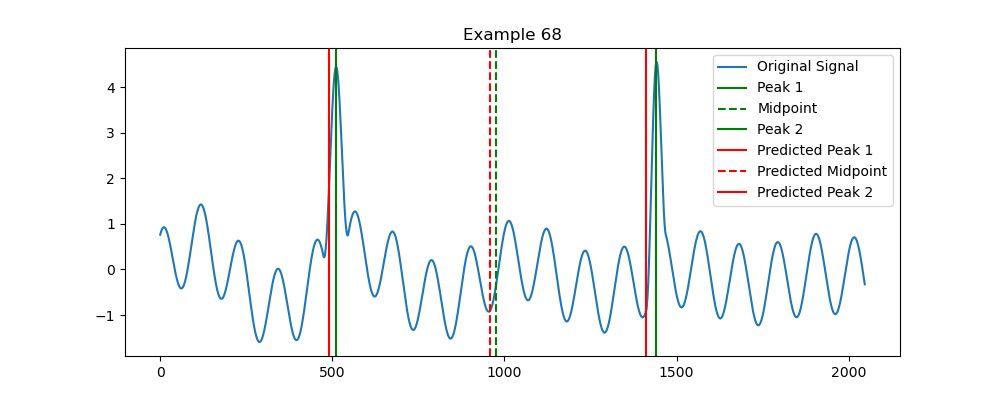 Example 68
4
3
2
1
0
−1
0
500
1000
1500
2000
Original Signal
Peak 1
Midpoint
Peak 2
Predicted Peak 1
Predicted Midpoint
Predicted Peak 2